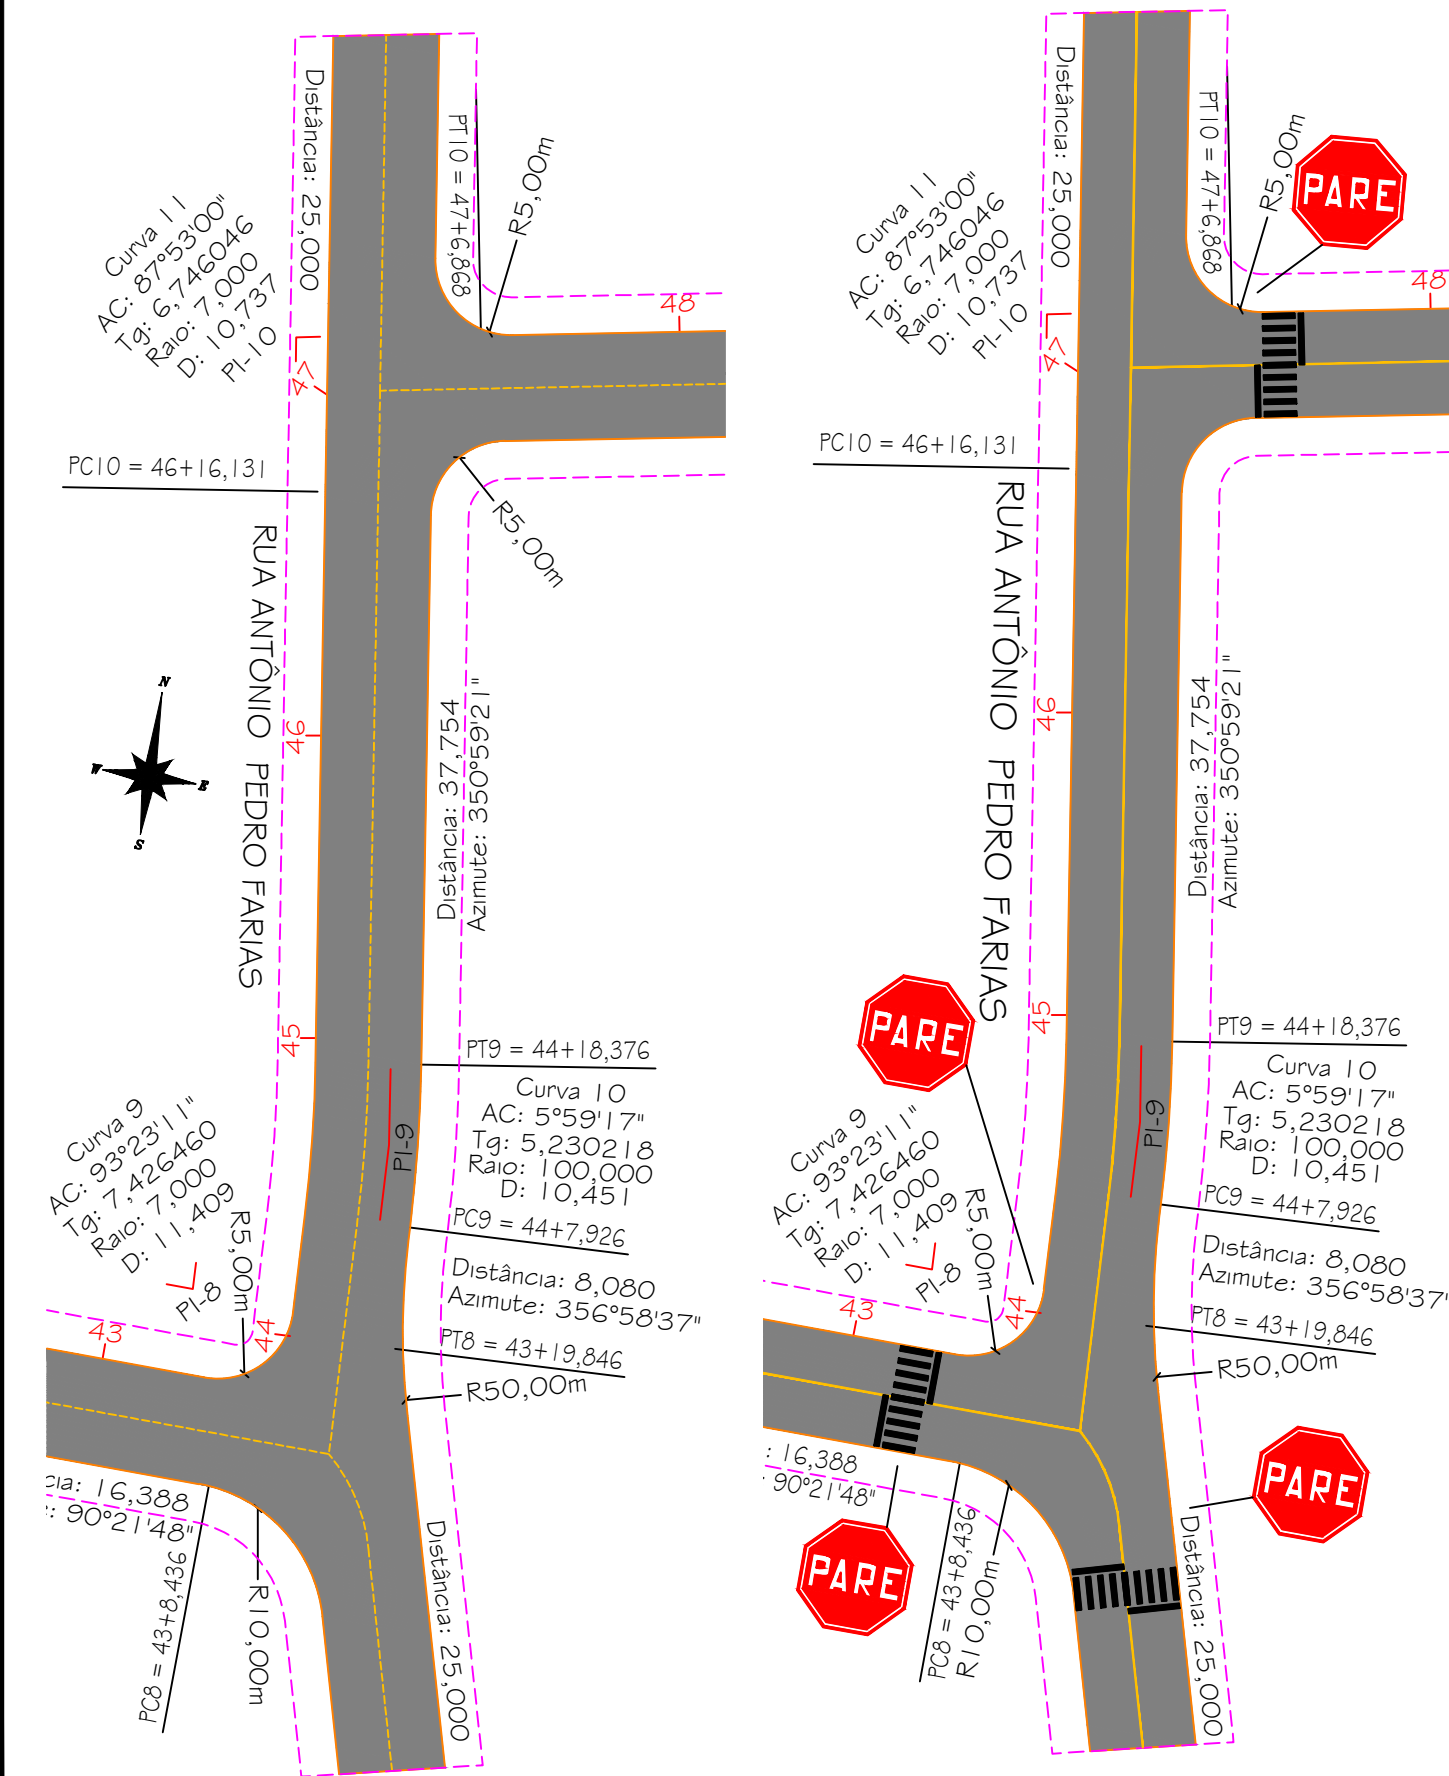 Distância: 25,000
PT10 = 47+6,868
R5,00m
Curva 11
AC: 87°53'00"
Tg: 6,746046
Raio: 7,000
D: 10,737
PI-10
47
48
PC10 = 46+16,131
R5,00m
RUA ANTÔNIO PEDRO FARIAS
N
W
E
S
46
Distância: 37,754
Azimute: 350°59'21"
45
PT9 = 44+18,376
Curva 10
AC: 5°59'17"
Tg: 5,230218
Raio: 100,000
D: 10,451
PI-9
PC9 = 44+7,926
Curva 9
AC: 93°23'11"
Tg: 7,426460
Raio: 7,000
D: 11,409
PI-8
R5,00m
Distância: 8,080
Azimute: 356°58'37"
43
44
PT8 = 43+19,846
R50,00m
cia: 16,388
: 90°21'48"
PC8 = 43+8,436
R10,00m
Distância: 25,000
Distância: 25,000
PT10 = 47+6,868
R5,00m
PARE
Curva 11
AC: 87°53'00"
Tg: 6,746046
Raio: 7,000
D: 10,737
PI-10
47
48
PC10 = 46+16,131
RUA ANTÔNIO PEDRO FARIAS
46
Distância: 37,754
Azimute: 350°59'21"
PARE
45
PT9 = 44+18,376
Curva 10
AC: 5°59'17"
Tg: 5,230218
Raio: 100,000
D: 10,451
PI-9
PC9 = 44+7,926
Curva 9
AC: 93°23'11"
Tg: 7,426460
Raio: 7,000
D: 11,409
PI-8
R5,00m
Distância: 8,080
Azimute: 356°58'37"
43
44
PT8 = 43+19,846
R50,00m
: 16,388
90°21'48"
PARE
PARE
PC8 = 43+8,436
R10,00m
Distância: 25,000